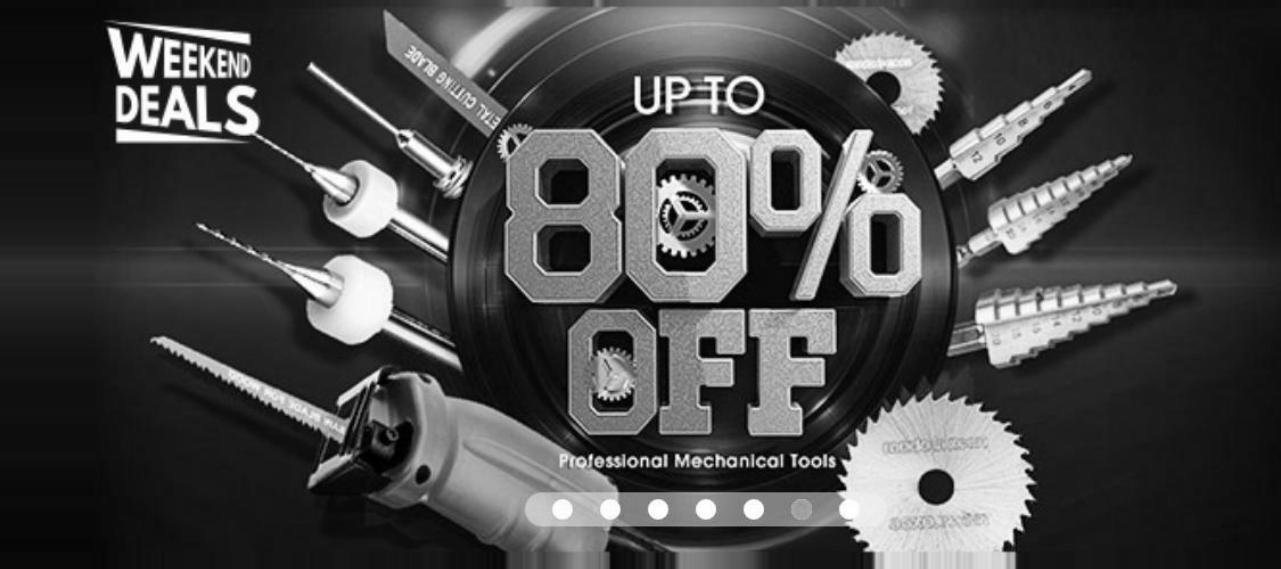 WEEKEND
DEALS
UP TO
80%
OFF
Professional Mechanical Tools